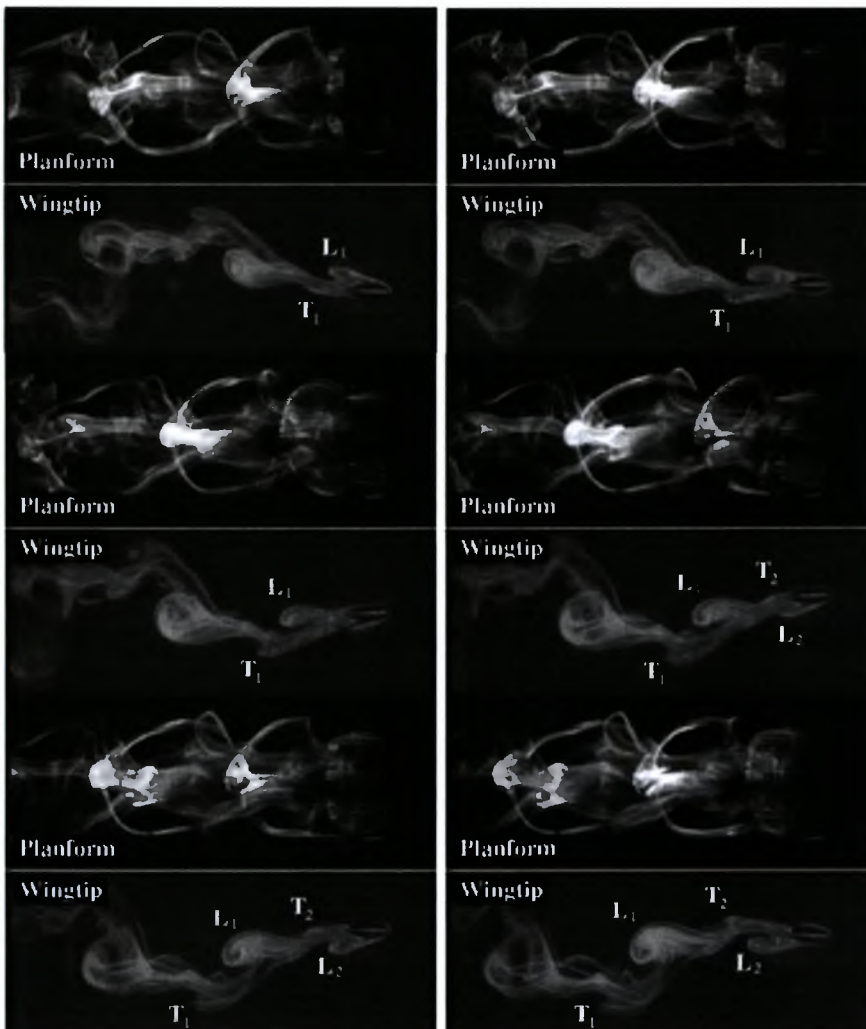 Planform
Planform
Wingtip
L₁
T₁
Wingtip
L₁
T₁
Planform
Planform
Wingtip
L₁
T₁
Wingtip
L₁
T₂
L₂
T₁
Planform
Planform
Wingtip
L₁
T₂
L₂
T₁
Wingtip
L₁
T₂
L₂
T₁